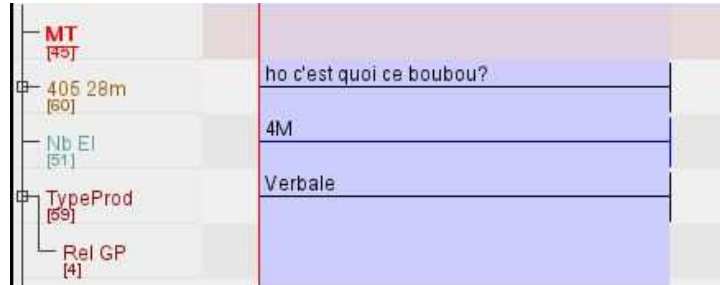 MT
[45]
405 28m
[60]
ho c'est quoi ce boubou?
Nb El
[51]
4M
TypeProd
[59]
Verbale
Rel GP
[4]